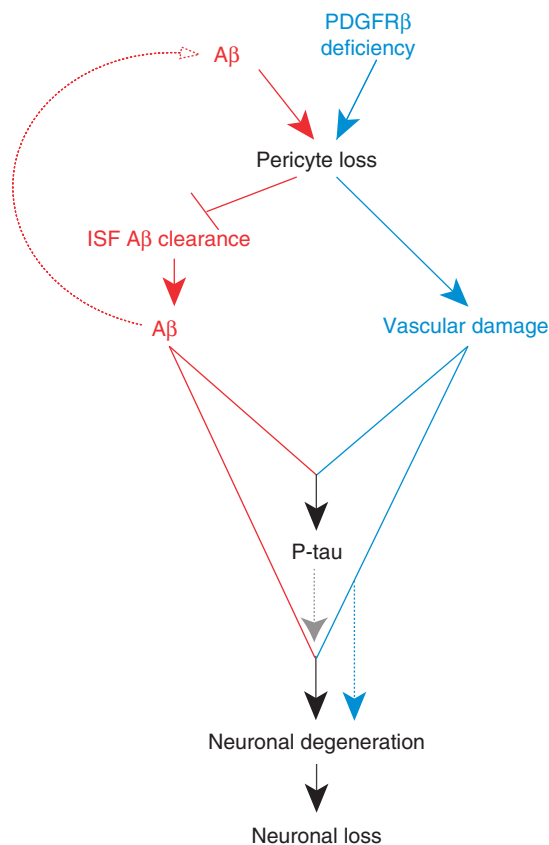 PDGFRβ
deficiency
Aβ
Pericyte loss
ISF Aβ clearance
Aβ
Vascular damage
P-tau
Neuronal degeneration
Neuronal loss